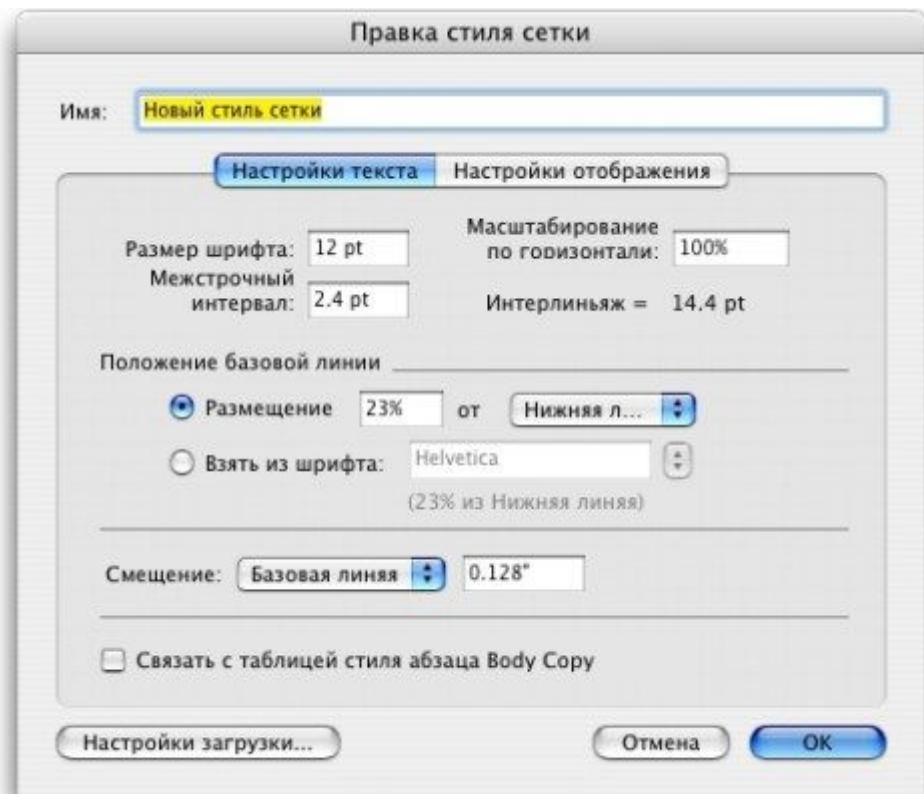 Правка стиля сетки
Имя: Новый стиль сетки
Настройки текста Настройки отображения
Размер шрифта: 12 pt
Масштабирование
по горизонтали: 100%
Межстрочный
интервал: 2.4 pt
Интерлиньяж = 14.4 pt
Положение базовой линии
Размещение 23% от Нижняя л...
Взять из шрифта: Helvetica
(23% из Нижняя линяя)
Смещение: Базовая линяя 0.128"
Связать с таблицей стиля абзаца Body Copy
Настройки загрузки... Отмена OK